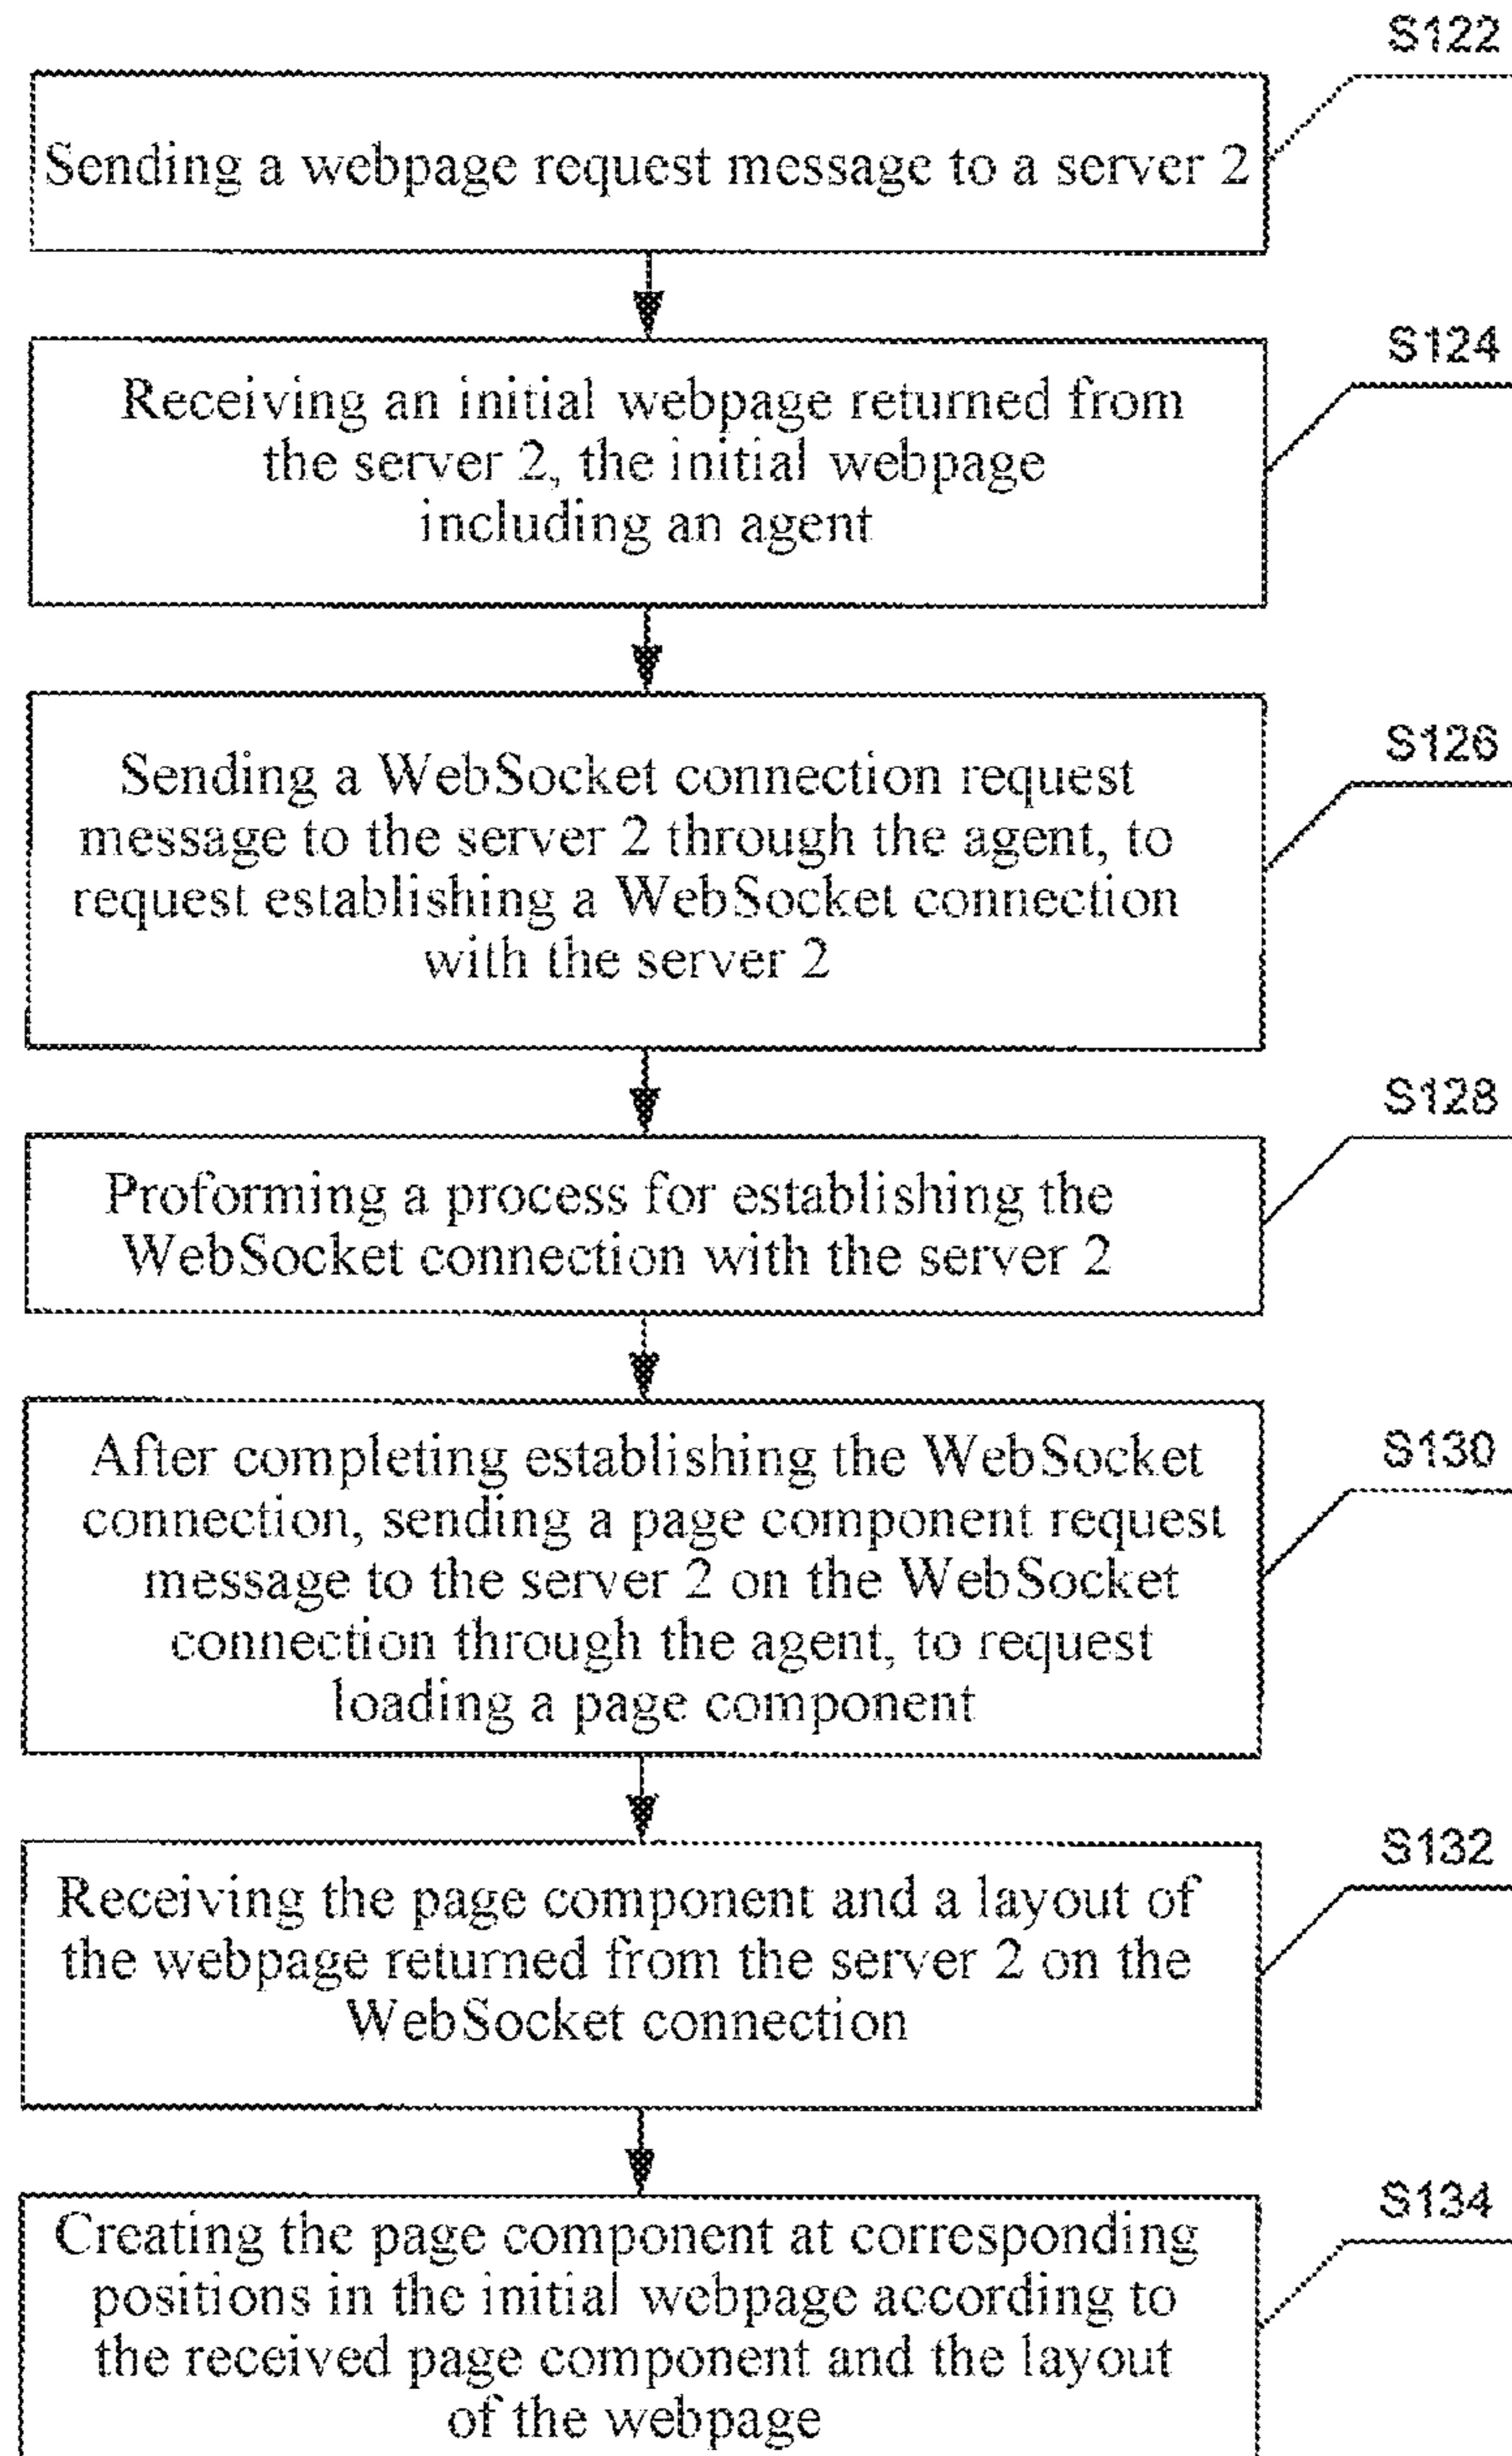 S122
Sending a webpage request message to a server 2
S124
Receiving an initial webpage returned from
the server 2, the initial webpage
including an agent
S126
Sending a WebSocket connection request
message to the server 2 through the agent, to
request establishing a WebSocket connection
with the server 2
S128
Proforming a process for establishing the
WebSocket connection with the server 2
S130
After completing establishing the WebSocket
connection, sending a page component request
message to the server 2 on the WebSocket
connection through the agent, to request
loading a page component
S132
Receiving the page component and a layout of
the webpage returned from the server 2 on the
WebSocket connection
S134
Creating the page component at corresponding
positions in the initial webpage according to
the received page component and the layout
of the webpage